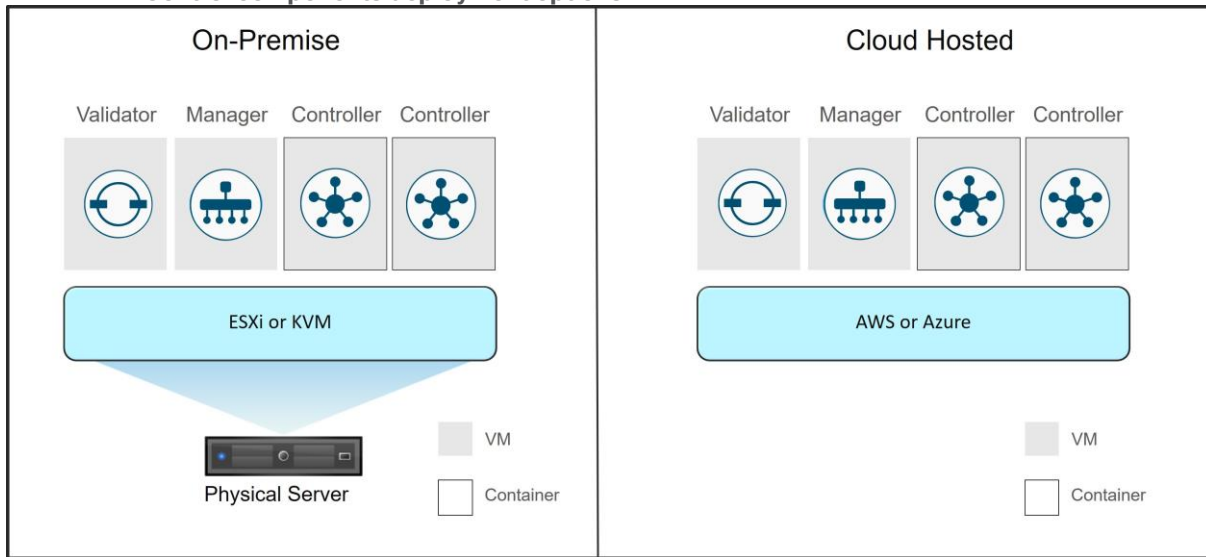 On-Premise
Validator Manager Controller Controller
ESXi or KVM
Physical Server
VM
Container
Cloud Hosted
Validator Manager Controller Controller
AWS or Azure
VM
Container